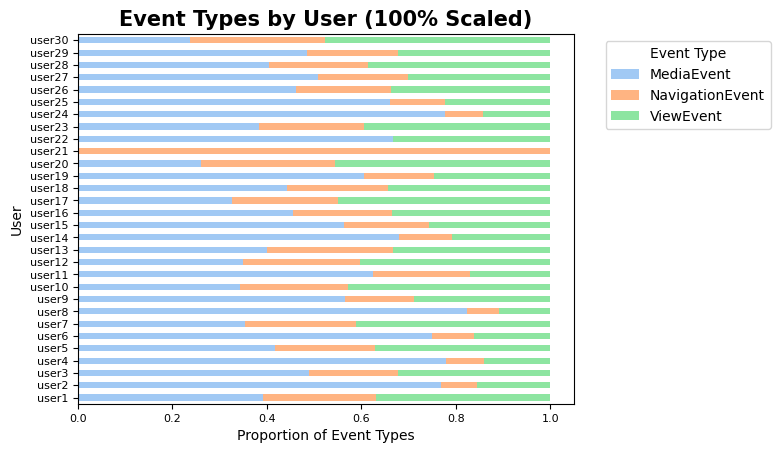 Event Types by User (100% Scaled)
user30
user29
user28
user27
user26
user25
user24
user23
user22
user21
user20
user19
user18
user17
user16
user15
user14
user13
user12
user11
user10
user9
user8
user7
user6
user5
user4
user3
user2
user1
User
0.0 0.2 0.4 0.6 0.8 1.0
Proportion of Event Types
Event Type
MediaEvent
NavigationEvent
ViewEvent